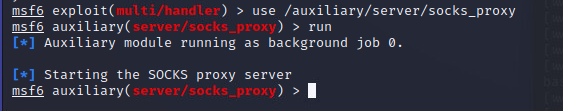 msf6 exploit(multi/handler) > use /auxiliary/server/socks_proxy
msf6 auxiliary(server/socks_proxy) > run
[*] Auxiliary module running as background job 0.
[*] Starting the SOCKS proxy server
msf6 auxiliary(server/socks_proxy) >